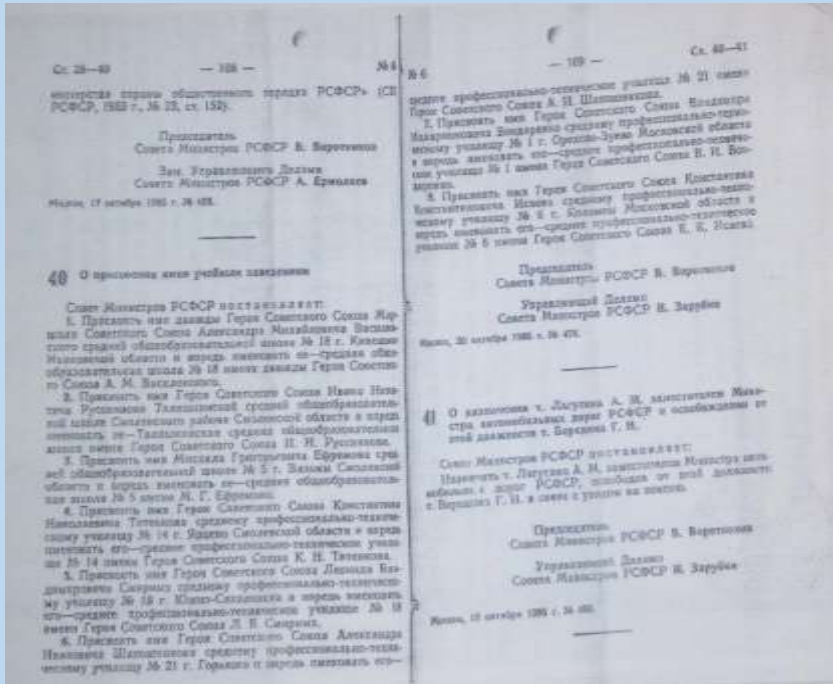 Ст. 39—40 — 108 — № 6
министерства охраны общественного порядка РСФСР» (СП
РСФСР, 1963 г., № 23, ст. 152).
Председатель
Совета Министров РСФСР В. Воротников
Зам. Управляющего Делами
Совета Министров РСФСР А. Ермолаев
Москва, 17 октября 1985 г. №
40 О присвоении имен учебным заведениям
Совет Министров РСФСР постановляет:
1. Присвоить имя дважды Героя Советского Союза Мар-
шала Советского Союза Александра Михайловича Василев-
ского средней общеобразовательной школе № 18 г. Кинешмы
Ивановской области и впредь именовать ее—средняя обще-
образовательная школа № 18 имени дважды Героя Советско-
го Союза А. М. Василевского.
2. Присвоить имя Героя Советского Союза Ивана
Талашкинской средней общеобразователь-
ной школе Смоленского района Смоленской области и впредь
именовать ее—Талашкинская средняя общеобразовательная
школа имени Героя Советского Союза И. Н. Руссиянова.
3. Присвоить имя Михаила Григорьевича Ефремова сред-
ней общеобразовательной школе № 5 г. Вязьмы Смоленской
области и впредь именовать ее—средняя общеобразователь-
ная школа № 5 имени М. Г. Ефремова.
4. Присвоить имя Героя Советского Союза Константина
Николаевича Титенкова среднему профессионально-техниче-
скому училищу № 14 г. Ярцево Смоленской области и впредь
именовать его—среднее профессионально-техническое учили-
ще № 14 имени Героя Советского Союза К. Н. Титенкова.
5. Присвоить имя Героя Советского Союза Леонида Вла-
димировича Смирных среднему профессионально-техническо-
му училищу № 18 г. Южно-Сахалинска и впредь именовать
его—среднее профессионально-техническое училище № 18
имени Героя Советского Союза Л. В. Смирных.
6. Присвоить имя Героя Советского Союза Александра
Ивановича Шапошникова среднему профессионально-техни-
ческому училищу № 21 г. Горького и впредь именовать его—
№ 6 — 109 — Ст. 40—41
среднее профессионально-техническое училище № 21 имени
Героя Советского Союза А. И. Шапошникова.
7. Присвоить имя Героя Советского Союза Владимира
Илларионовича Бондаренко среднему профессионально-техни-
ческому училищу № 1 г. Орехово-Зуево Московской области
и впредь именовать его—среднее профессионально-техниче-
ское училище № 1 имени Героя Советского Союза В. И. Бон-
даренко.
8. Присвоить имя Героя Советского Союза Константина
Константиновича Исаева среднему профессионально-техни-
ческому училищу № 6 г. Коломны Московской области и
впредь именовать его—среднее профессионально-техническое
училище № 6 имени Героя Советского Союза К. К. Исаева.
Председатель
Совета Министров РСФСР В. Воротников
Управляющий Делами
Совета Министров РСФСР И. Зарубин
Москва, 30 октября 1985 г. №
41 О назначении т. Лагутина А. М. заместителем Мини-
стра автомобильных дорог РСФСР и освобождении от
этой должности т. Бородина Г. Н.
Совет Министров РСФСР постановляет:
Назначить т. Лагутина А. М. заместителем Министра авто-
мобильных дорог РСФСР, освободив от этой должности
т. Бородина Г. Н. в связи с уходом на пенсию.
Председатель
Совета Министров РСФСР В. Воротников
Управляющий Делами
Совета Министров РСФСР И. Зарубин
Москва, октября 1985 г. №